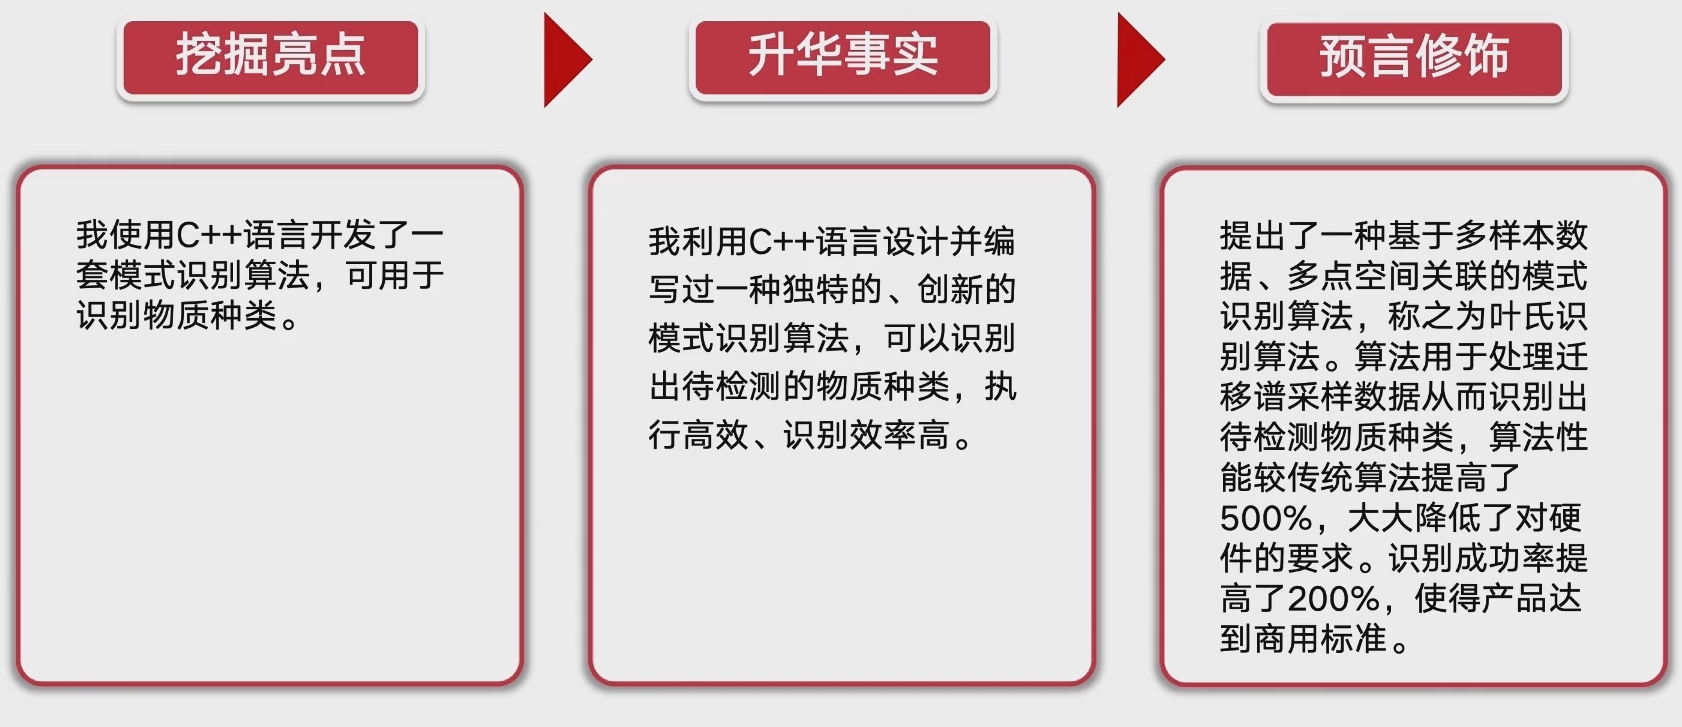 挖掘亮点
升华事实
预言修饰
我使用C++语言开发了一
套模式识别算法，可用于
识别物质种类。
我利用C++语言设计并编
写过一种独特的、创新的
模式识别算法，可以识别
出待检测的物质种类，执
行高效、识别效率高。
提出了一种基于多样本数
据、多点空间关联的模式
识别算法，称之为叶氏识
别算法。算法用于处理迁
移谱采样数据从而识别出
待检测物质种类，算法性
能较传统算法提高了
500%，大大降低了对硬
件的要求。识别成功率提
高了200%，使得产品达
到商用标准。